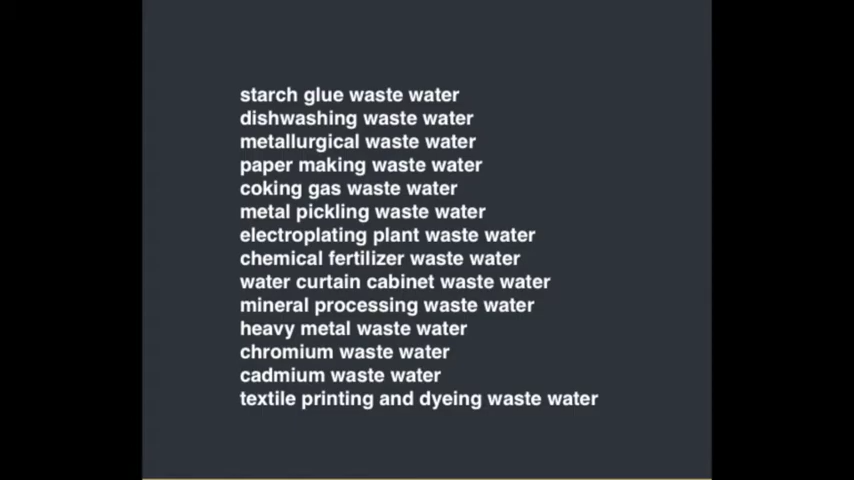 starch glue waste water
dishwashing waste water
metallurgical waste water
paper making waste water
coking gas waste water
metal pickling waste water
electroplating plant waste water
chemical fertilizer waste water
water curtain cabinet waste water
mineral processing waste water
heavy metal waste water
chromium waste water
cadmium waste water
textile printing and dyeing waste water